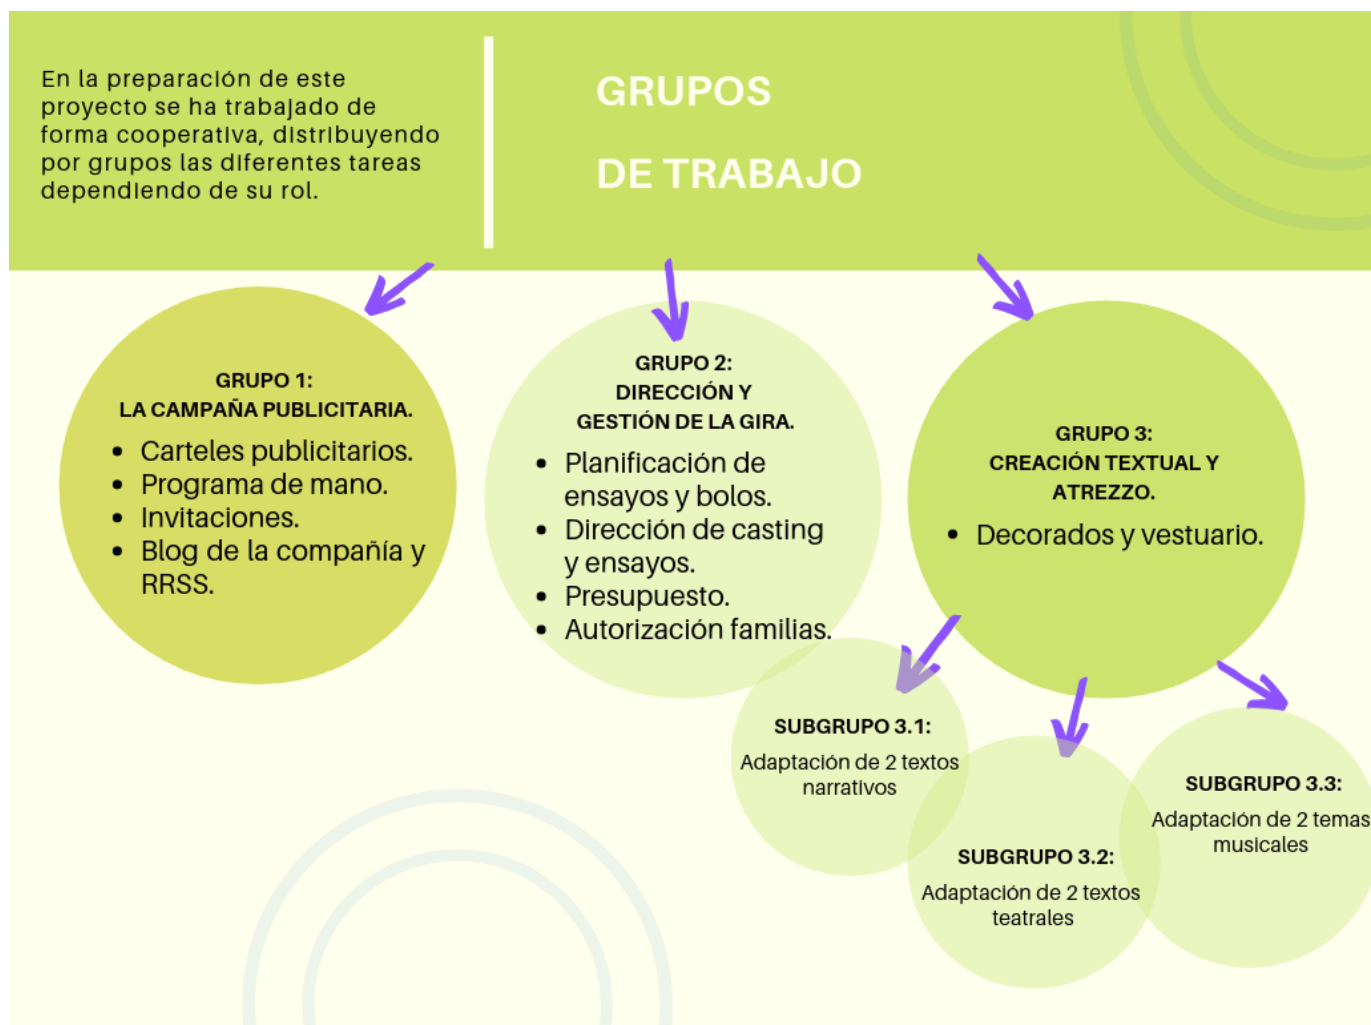 En la preparación de este
proyecto se ha trabajado de
forma cooperativa, distribuyendo
por grupos las diferentes tareas
dependiendo de su rol.
GRUPOS
DE TRABAJO
GRUPO 1:
LA CAMPAÑA PUBLICITARIA.
• Carteles publicitarios.
• Programa de mano.
• Invitaciones.
• Blog de la compañía y
RRSS.
GRUPO 2:
DIRECCIÓN Y
GESTIÓN DE LA GIRA.
• Planificación de
ensayos y bolos.
• Dirección de casting
y ensayos.
• Presupuesto.
• Autorización familias.
GRUPO 3:
CREACIÓN TEXTUAL Y
ATREZZO.
• Decorados y vestuario.
SUBGRUPO 3.1:
Adaptación de 2 textos
narrativos
SUBGRUPO 3.2:
Adaptación de 2 textos
teatrales
SUBGRUPO 3.3:
Adaptación de 2 temas
musicales